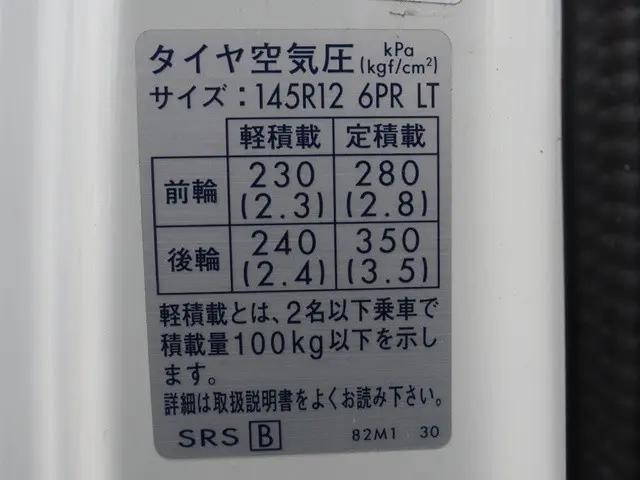 タイヤ空気圧 kPa (kgf/cm²)
サイズ：145R12 6PR LT
軽積載 定積載
前輪 230 (2.3) 280 (2.8)
後輪 240 (2.4) 350 (3.5)
軽積載とは、2名以下乗車で
積載量100kg以下を示し
ます。
詳細は取扱説明書をよくお読み下さい。
SRS B 82M1 30